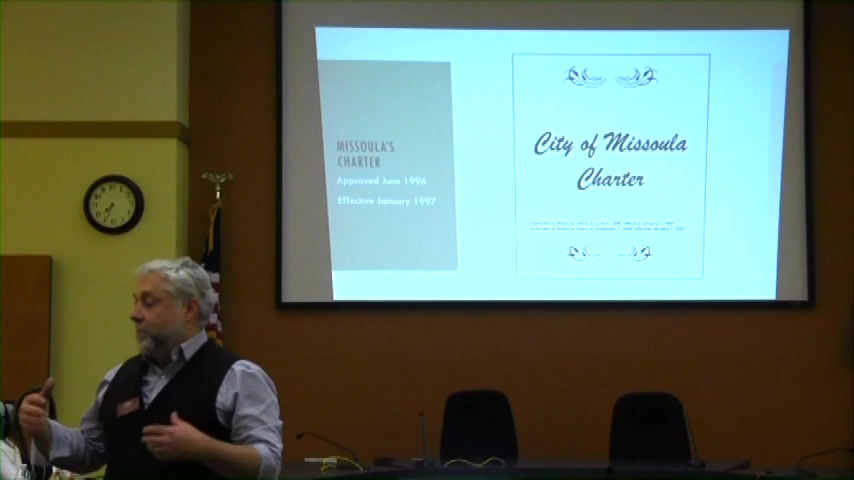 MISSOULA'S
CHARTER
Approved June 1996
Effective January 1997
City of Missoula
Charter